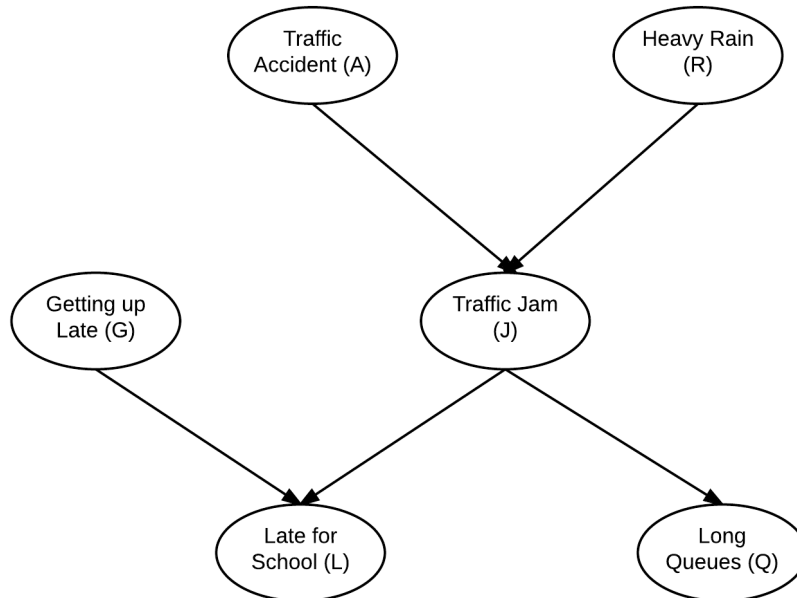 Traffic
Accident (A)
Heavy Rain
(R)
Getting up
Late (G)
Traffic Jam
(J)
Late for
School (L)
Long
Queues (Q)